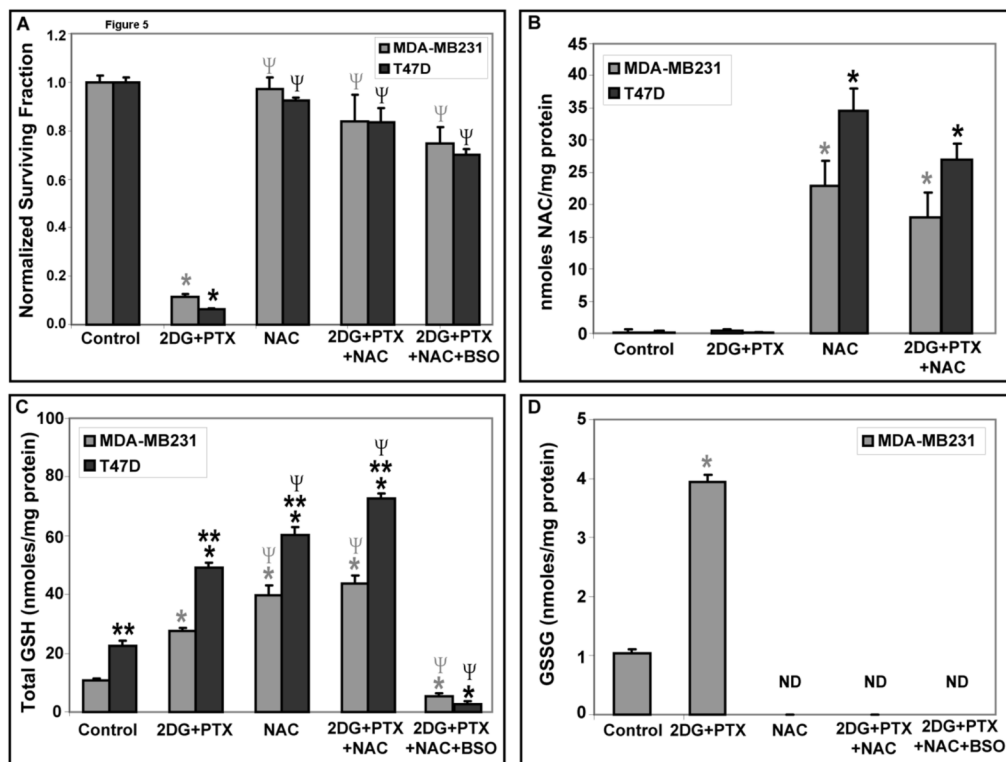 A
Figure 5
Normalized Surviving Fraction
1.2
1.0
0.8
0.6
0.4
0.2
0.0
MDA-MB231
T47D
Ψ
Ψ
Ψ
Ψ
Ψ
Ψ
*
*
Control
2DG+PTX
NAC
2DG+PTX
+NAC
2DG+PTX
+NAC+BSO
B
nmoles NAC/mg protein
45
40
35
30
25
20
15
10
5
0
MDA-MB231
T47D
*
*
*
*
Control
2DG+PTX
NAC
2DG+PTX
+NAC
C
Total GSH (nmoles/mg protein)
100
80
60
40
20
0
MDA-MB231
T47D
**
*
**
*
Ψ
*
Ψ
**
*
Ψ
*
Ψ
**
*
Ψ
*
Ψ
*
Control
2DG+PTX
NAC
2DG+PTX
+NAC
2DG+PTX
+NAC+BSO
D
GSSG (nmoles/mg protein)
5
4
3
2
1
0
MDA-MB231
*
ND
ND
ND
Control
2DG+PTX
NAC
2DG+PTX
+NAC
2DG+PTX
+NAC+BSO